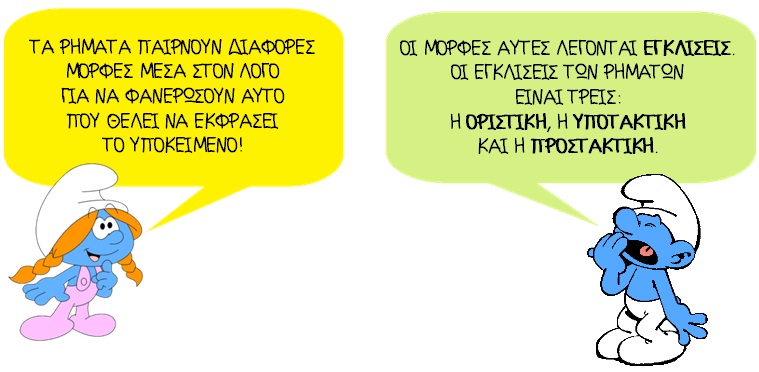 ΤΑ ΡΗΜΑΤΑ ΠΑΙΡΝΟΥΝ ΔΙΑΦΟΡΕΣ
ΜΟΡΦΕΣ ΜΕΣΑ ΣΤΟΝ ΛΟΓΟ
ΓΙΑ ΝΑ ΦΑΝΕΡΩΣΟΥΝ ΑΥΤΟ
ΠΟΥ ΘΕΛΕΙ ΝΑ ΕΚΦΡΑΣΕΙ
ΤΟ ΥΠΟΚΕΙΜΕΝΟ!
ΟΙ ΜΟΡΦΕΣ ΑΥΤΕΣ ΛΕΓΟΝΤΑΙ ΕΓΚΛΙΣΕΙΣ.
ΟΙ ΕΓΚΛΙΣΕΙΣ ΤΩΝ ΡΗΜΑΤΩΝ
ΕΙΝΑΙ ΤΡΕΙΣ:
Η ΟΡΙΣΤΙΚΗ, Η ΥΠΟΤΑΚΤΙΚΗ
ΚΑΙ Η ΠΡΟΣΤΑΚΤΙΚΗ.